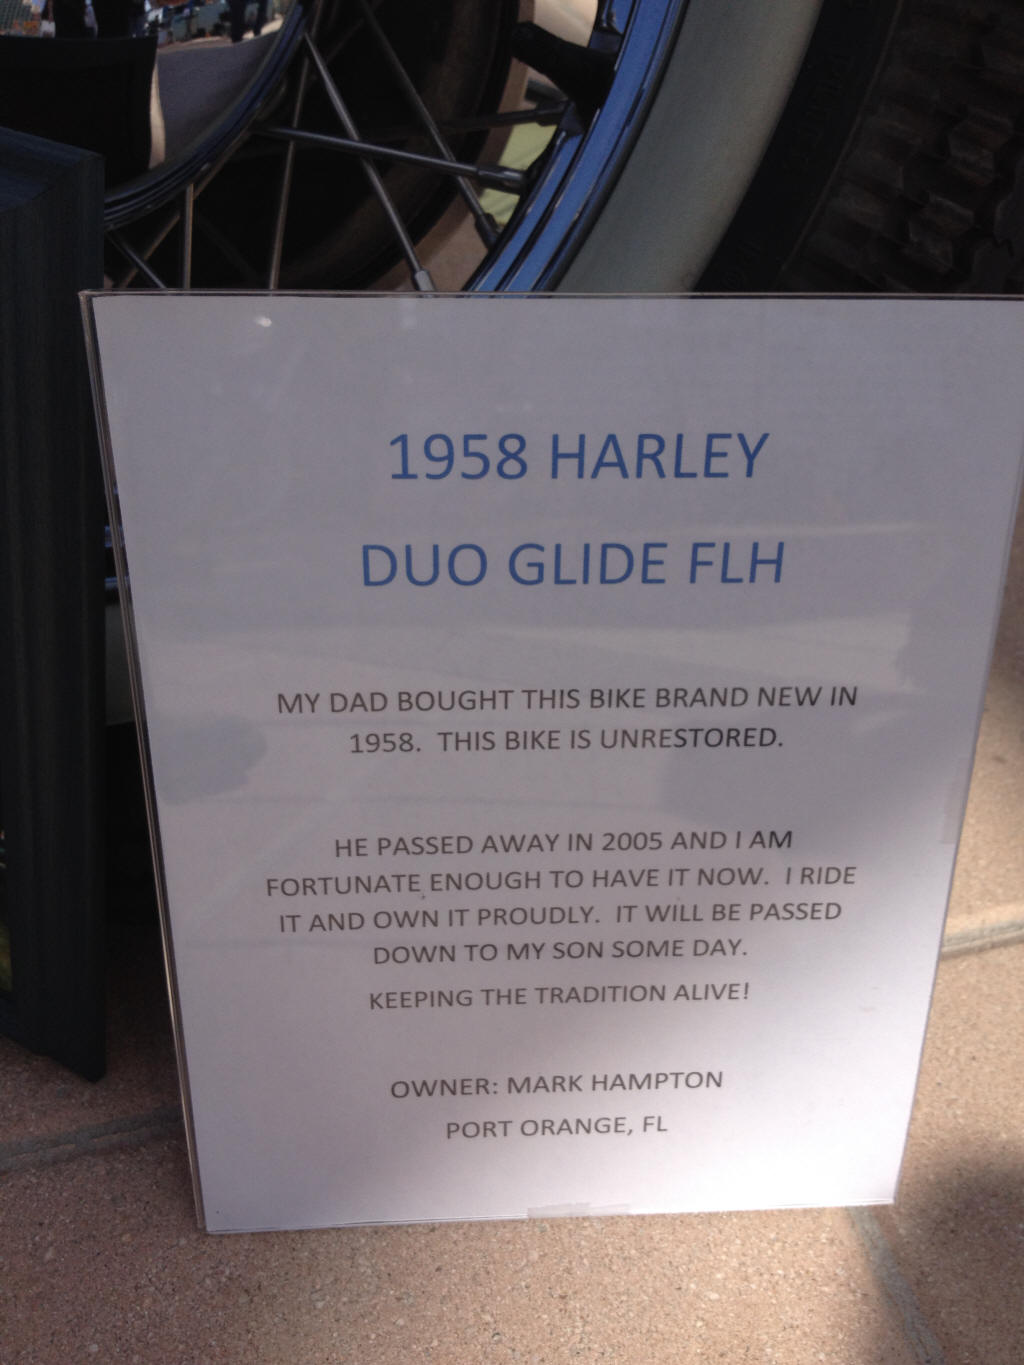 1958 HARLEY
DUO GLIDE FLH
MY DAD BOUGHT THIS BIKE BRAND NEW IN
1958. THIS BIKE IS UNRESTORED.
HE PASSED AWAY IN 2005 AND I AM
FORTUNATE ENOUGH TO HAVE IT NOW. I RIDE
IT AND OWN IT PROUDLY. IT WILL BE PASSED
DOWN TO MY SON SOME DAY.
KEEPING THE TRADITION ALIVE!
OWNER: MARK HAMPTON
PORT ORANGE, FL